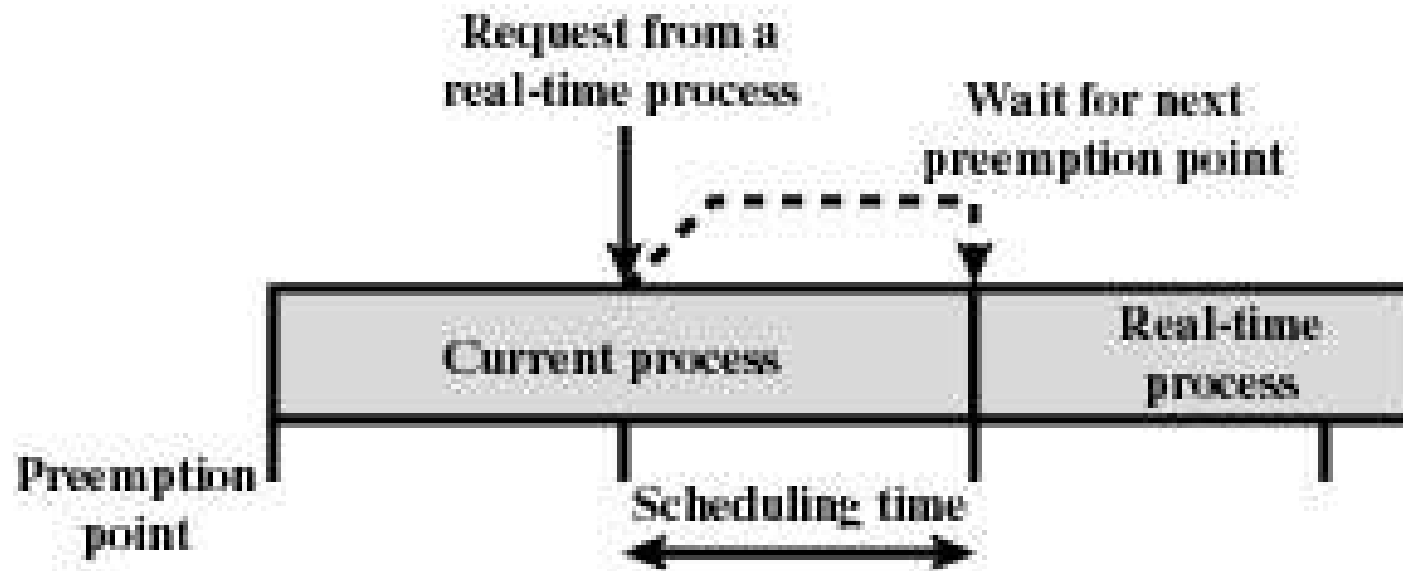 Request from a
real-time process
Wait for next
preemption point
Current process
Real-time
process
Preemption
point
Scheduling time